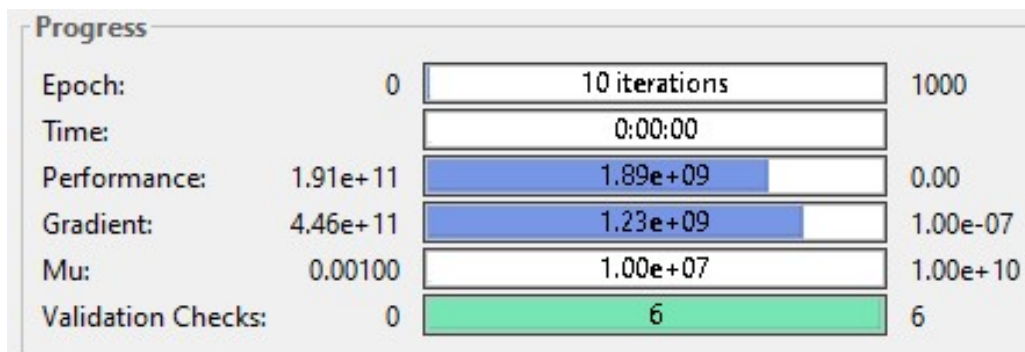 Progress
Epoch: 0 10 iterations 1000
Time: 0:00:00
Performance: 1.91e+11 1.89e+09 0.00
Gradient: 4.46e+11 1.23e+09 1.00e-07
Mu: 0.00100 1.00e+07 1.00e+10
Validation Checks: 0 6 6